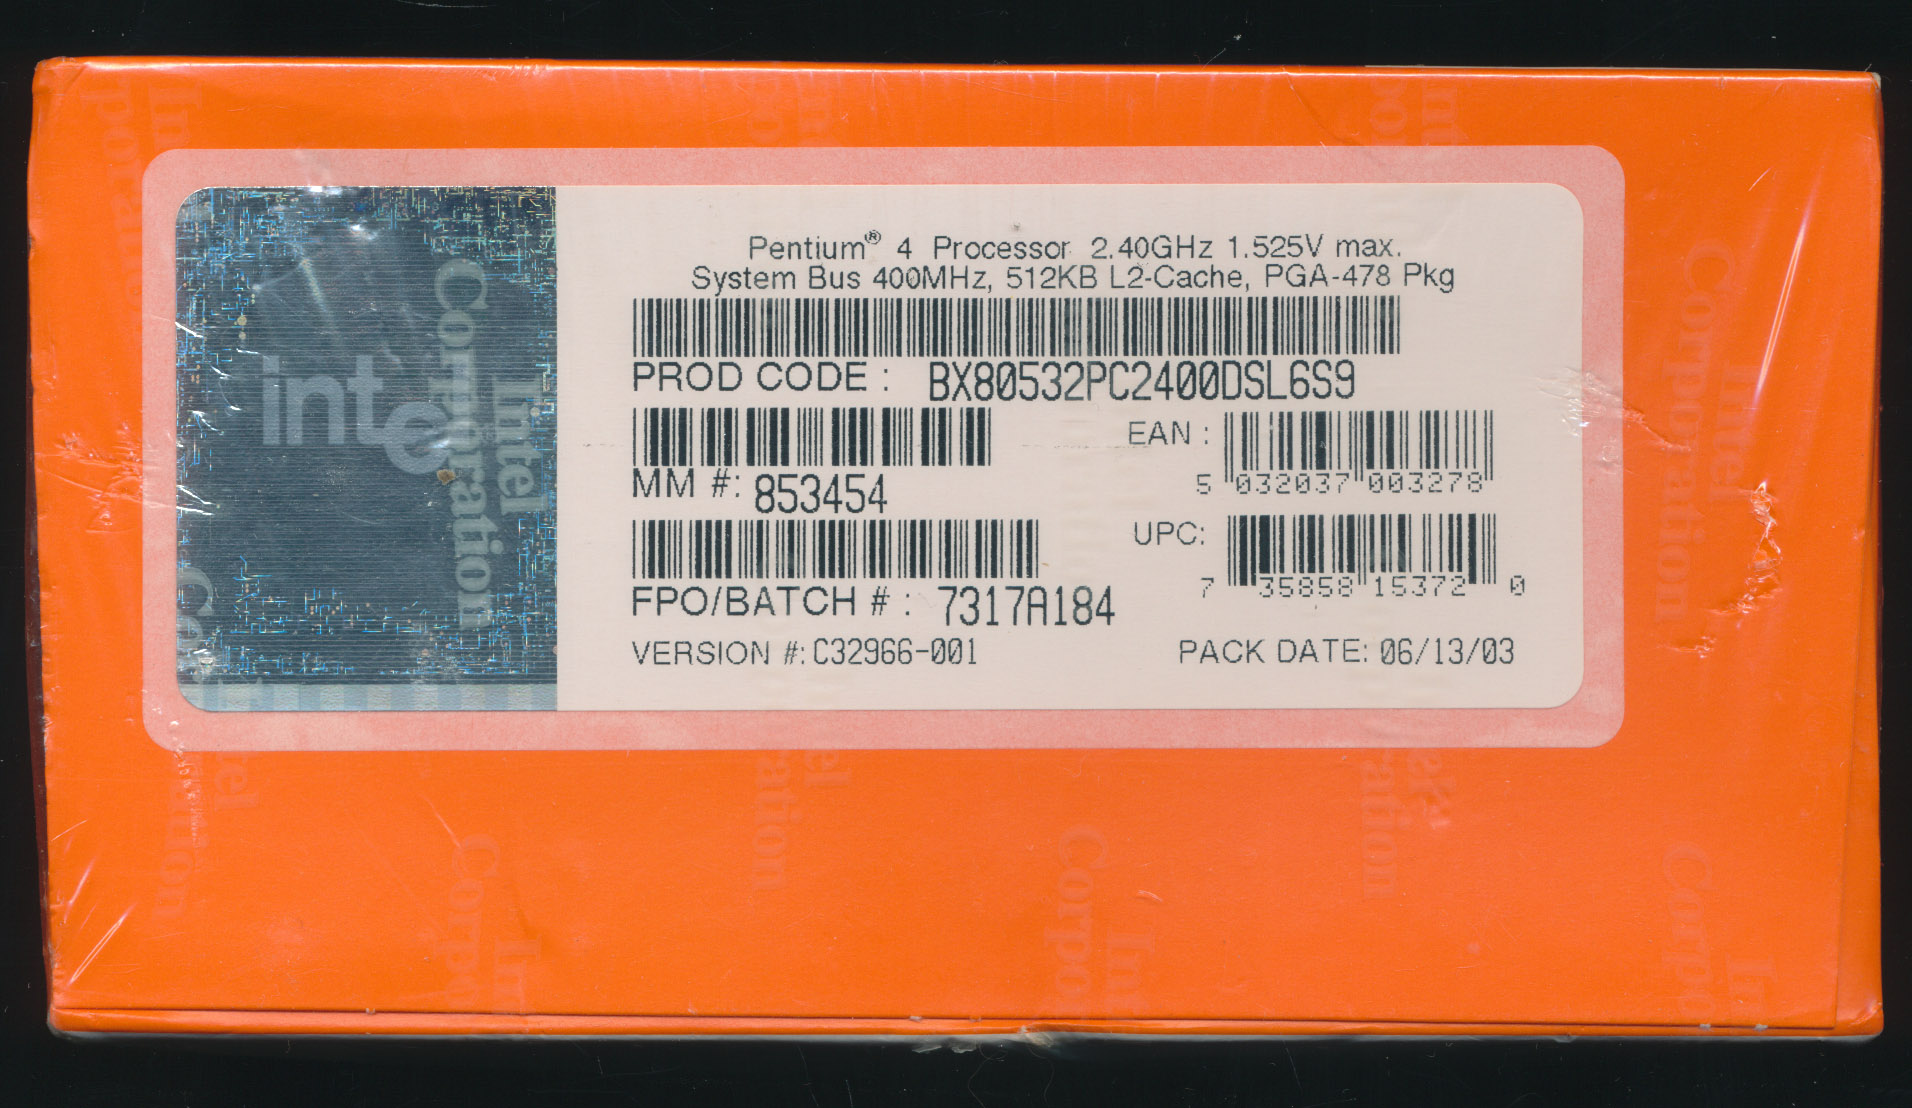 Pentium® 4 Processor 2.40GHz 1.525V max.
System Bus 400MHz, 512KB L2-Cache, PGA-478 Pkg
PROD CODE : BX80532PC2400DSL6S9
MM #: 853454
EAN :
5 032037 003278
UPC:
7 35858 15372 0
FPO/BATCH # : 7317A184
VERSION #: C32966-001
PACK DATE: 06/13/03
intel
Intel
Corporation
Intel
Corporation